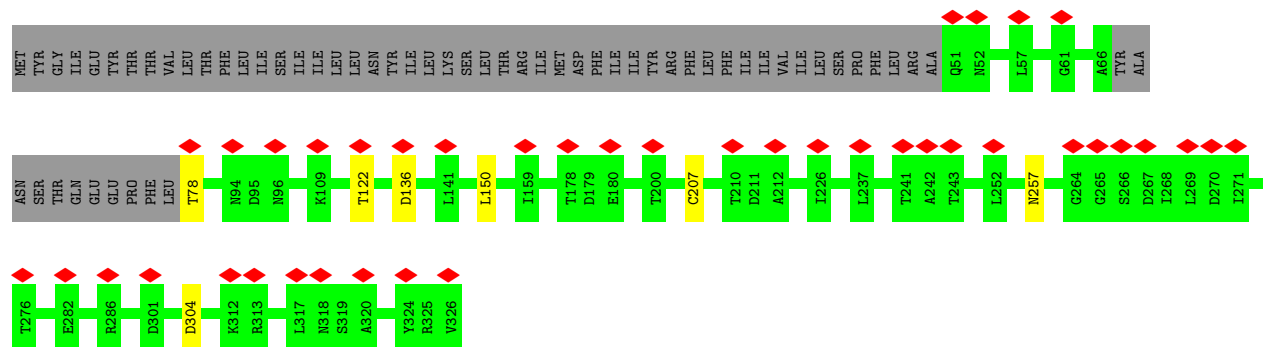 MET TYR GLY ILE GLU TYR THR THR VAL LEU THR PHE LEU ILE SER ILE ILE LEU LEU ASN TYR ILE LEU LYS SER LEU THR ARG ILE MET ASP PHE ILE ILE TYR ARG PHE LEU PHE ILE ILE VAL ILE LEU SER PRO PHE LEU ARG ALA Q51 N52 L57 G61 A66 TYR ALA
ASN SER THR GLN GLU GLU PRO PHE LEU T78 N94 D95 N96 K109 T122 D136 L141 L150 I159 T178 D179 E180 T200 C207 T210 D211 A212 I226 L237 T241 A242 T243 L252 N257 G264 G265 S266 D267 I268 L269 D270 I271
T276 E282 R286 D301 D304 K312 R313 L317 N318 S319 A320 Y324 R325 V326